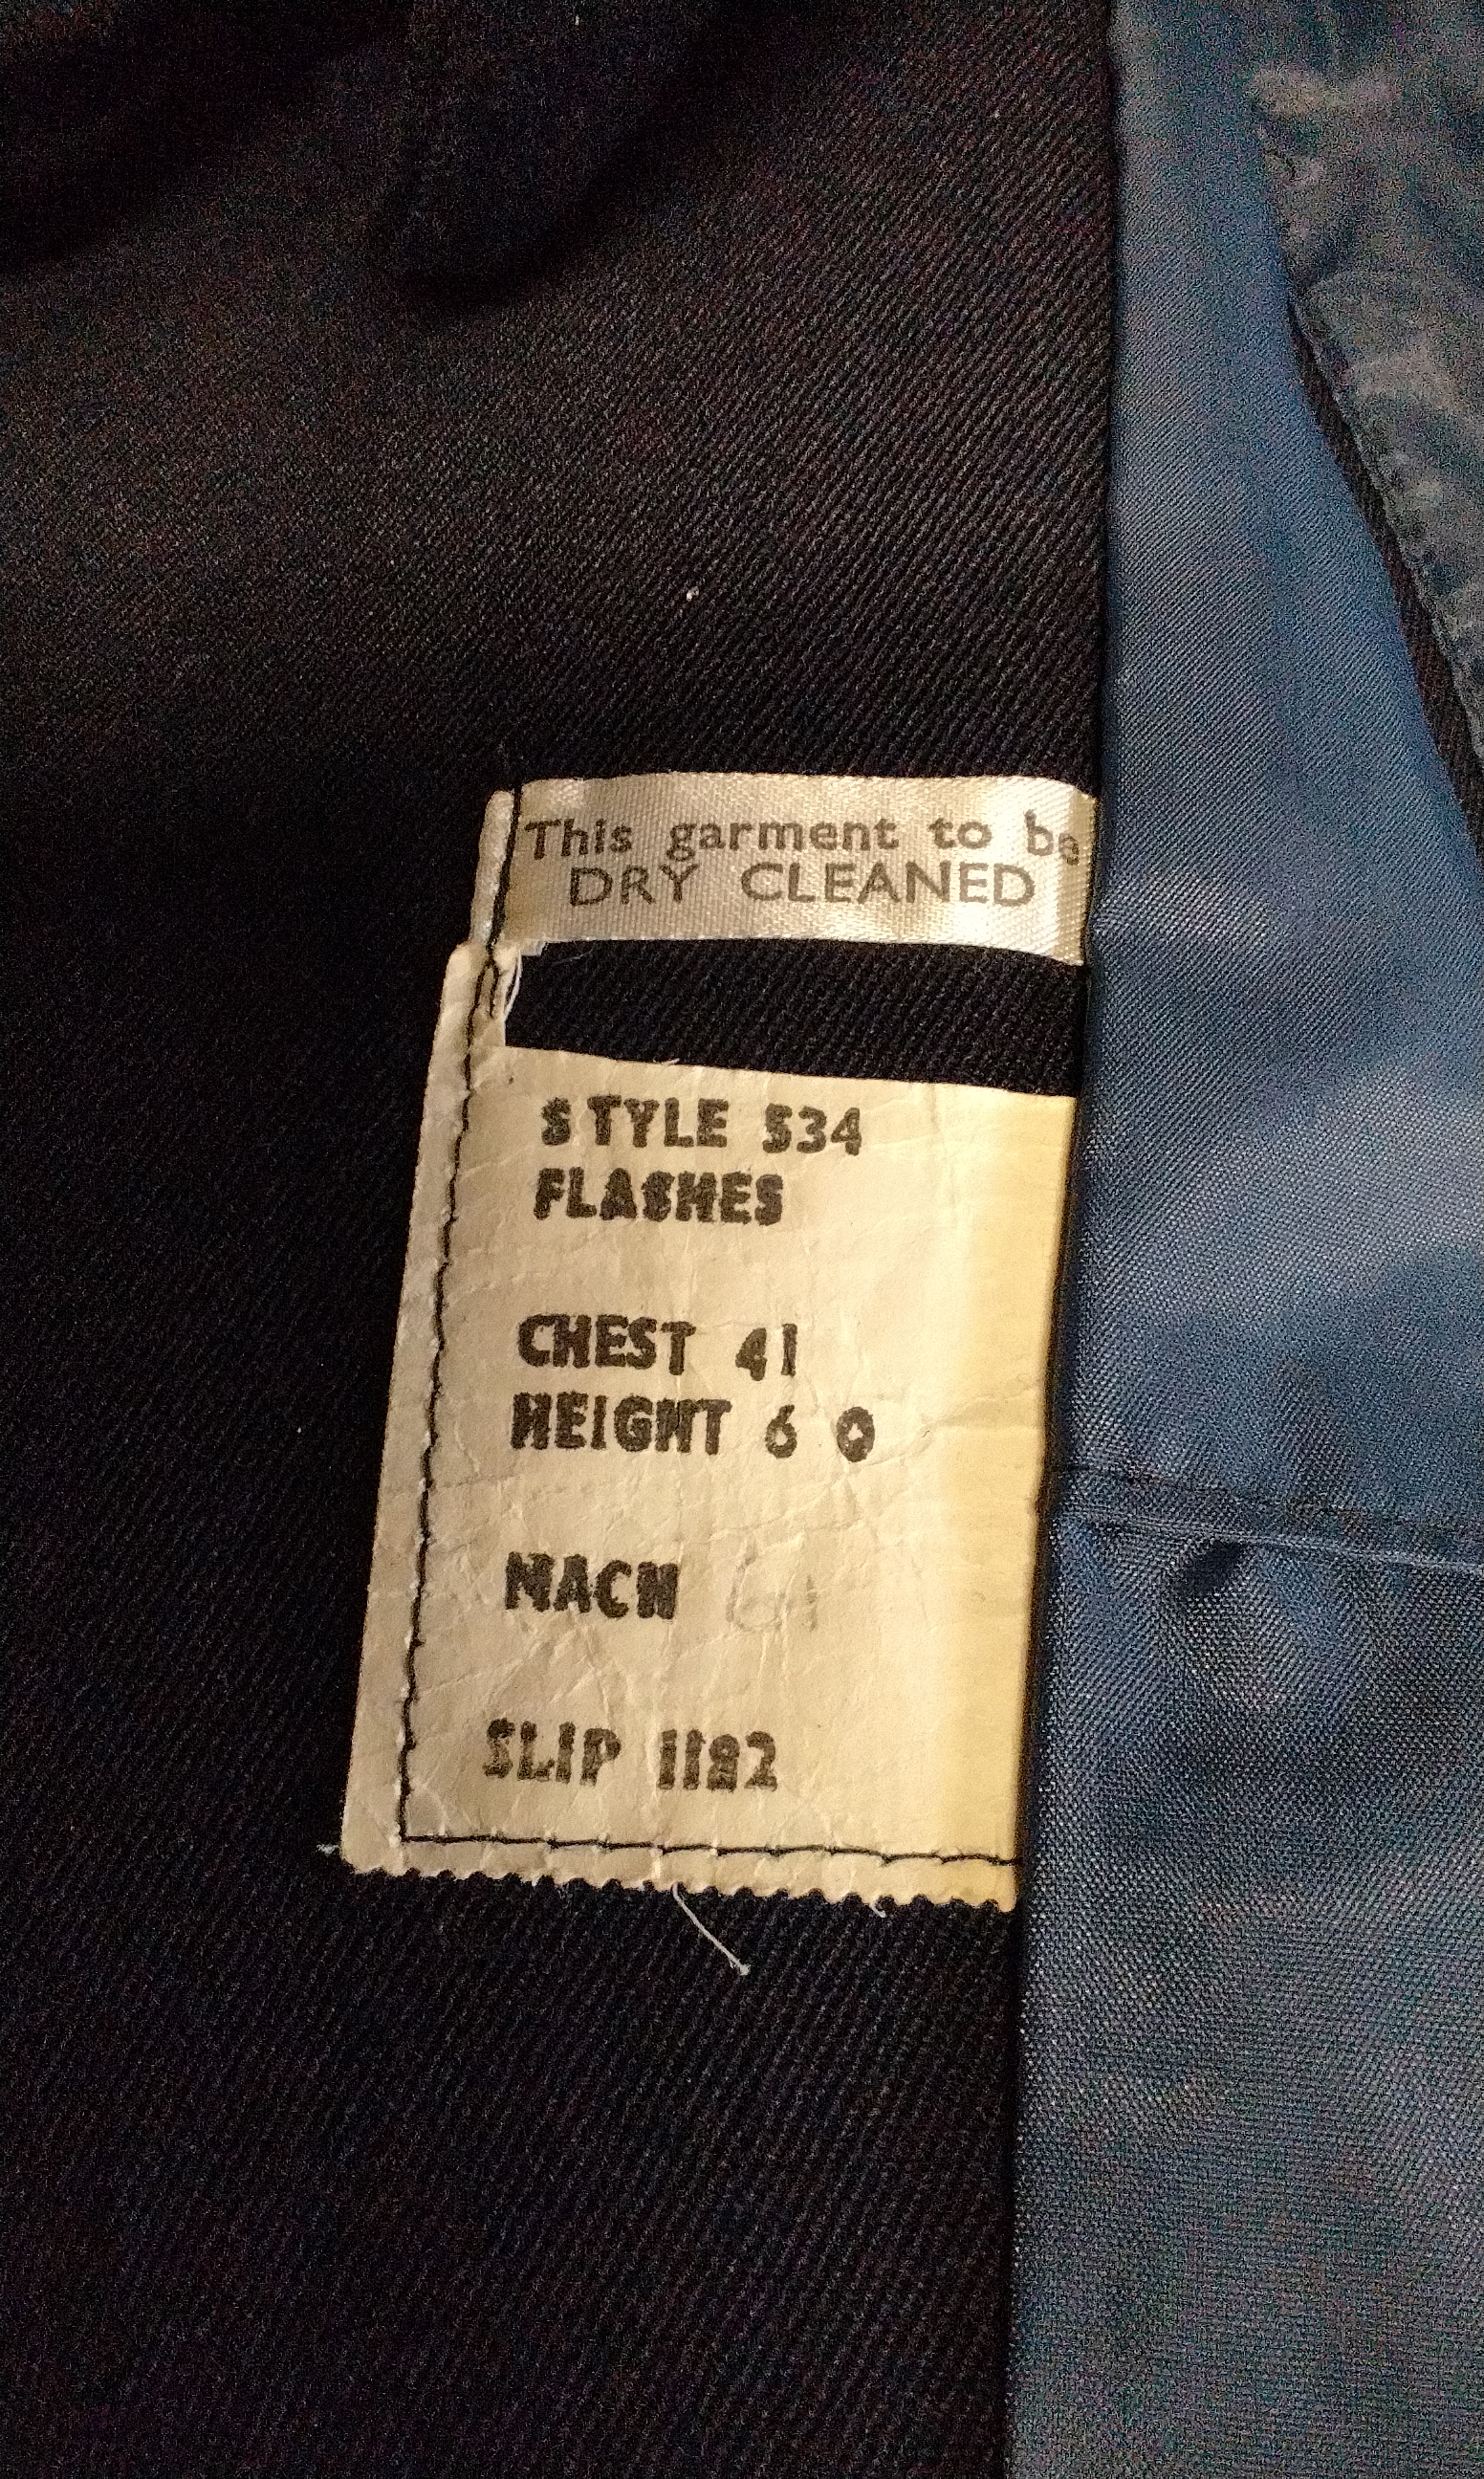 This garment to be
DRY CLEANED
STYLE 534
FLASHES
CHEST 41
HEIGHT 6 0
MACH
SLIP 1182